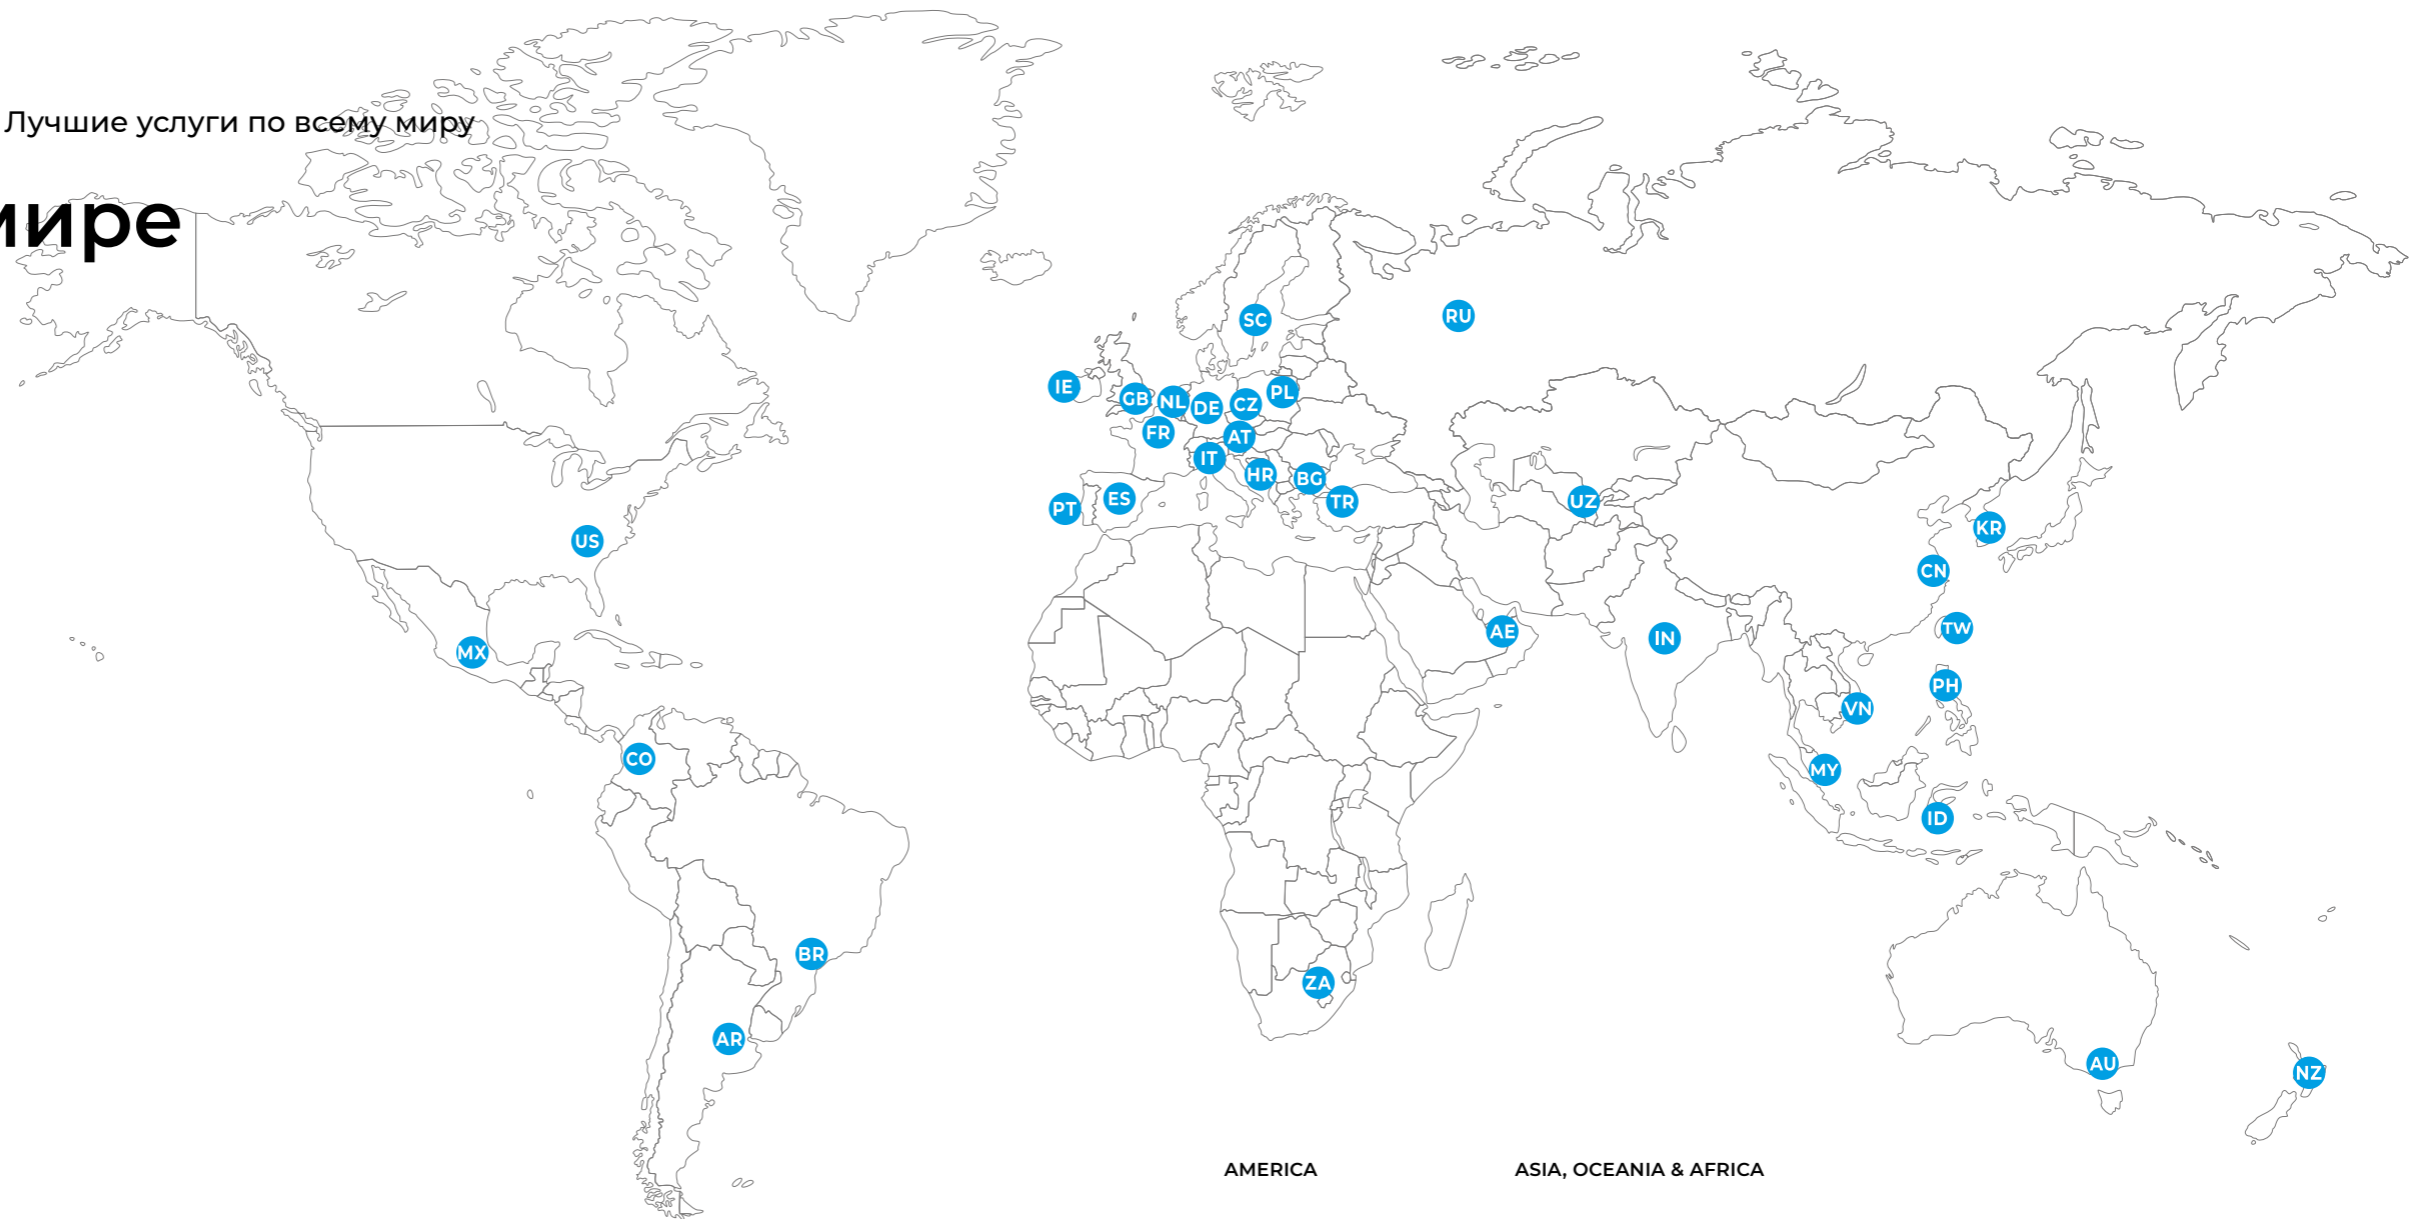 Лучшие услуги по всему миру
мире
SC
RU
IE
GB
NL
DE
CZ
PL
FR
AT
IT
HR
BG
PT
ES
TR
UZ
US
KR
CN
MX
AE
IN
TW
PH
VN
CO
MY
ID
BR
ZA
AR
AU
NZ
AMERICA
ASIA, OCEANIA & AFRICA